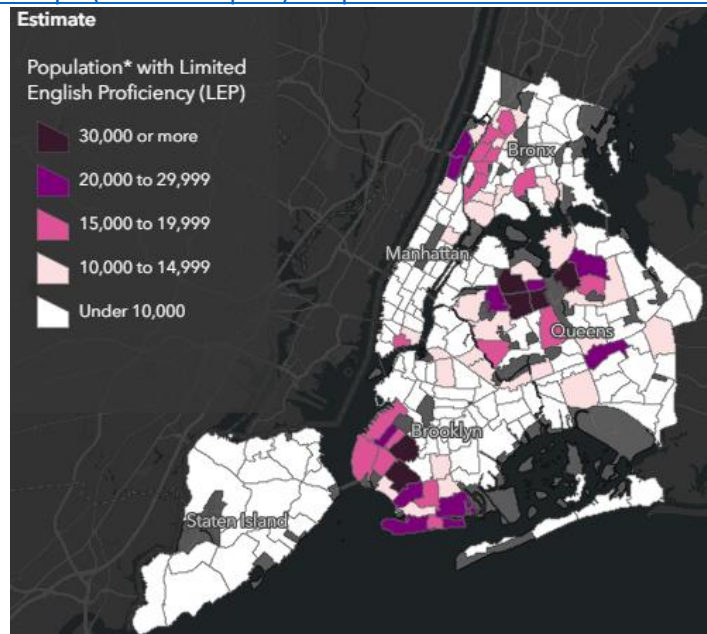 Estimate
Population* with Limited
English Proficiency (LEP)
30,000 or more
20,000 to 29,999
15,000 to 19,999
10,000 to 14,999
Under 10,000
Bronx
Manhattan
Queens
Brooklyn
Staten Island